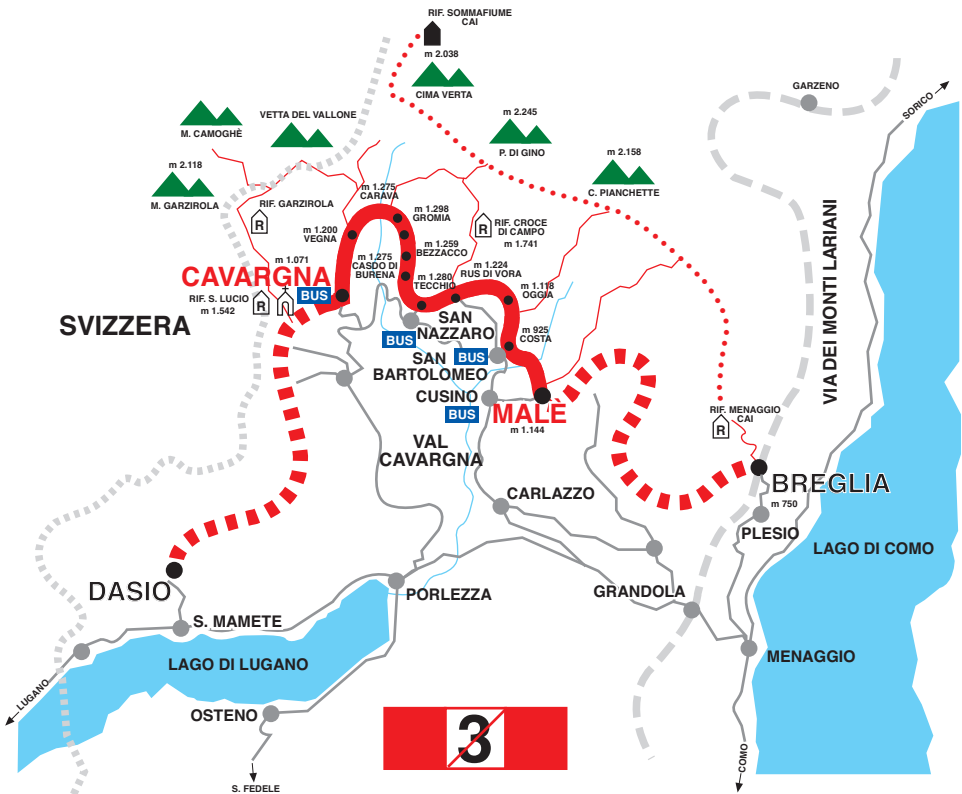 RIF. SOMMAFIUME
CAI
m 2.038
CIMA VERTA
GARZENO
SORICO
M. CAMOGHÈ
VETTA DEL VALLONE
m 2.245
P. DI GINO
m 2.118
M. GARZIROLA
m 2.158
C. PIANCHETTE
RIF. GARZIROLA
R
m 1.275
CARAVA
m 1.298
GROMIA
m 1.200
VEGNA
R
RIF. CROCE
DI CAMPO
m 1.741
m 1.259
BEZZACCO
m 1.275
CASDO DI
BURENA
m 1.280
TECCHIO
m 1.224
RUS DI VORA
m 1.118
OGGIA
m 1.071
CAVARGNA
BUS
RIF. S. LUCIO
m 1.542
R
SVIZZERA
SAN
NAZZARO
BUS
m 925
COSTA
SAN
BARTOLOMEO
BUS
CUSINO
BUS
MALÈ
m 1.144
VIA DEI MONTI LARIANI
RIF. MENAGGIO
CAI
R
VAL
CAVARGNA
BREGLIA
m 750
CARLAZZO
PLESIO
LAGO DI COMO
DASIO
PORLEZZA
GRANDOLA
S. MAMETE
LAGO DI LUGANO
MENAGGIO
LUGANO
OSTENO
3
COMO
S. FEDELE